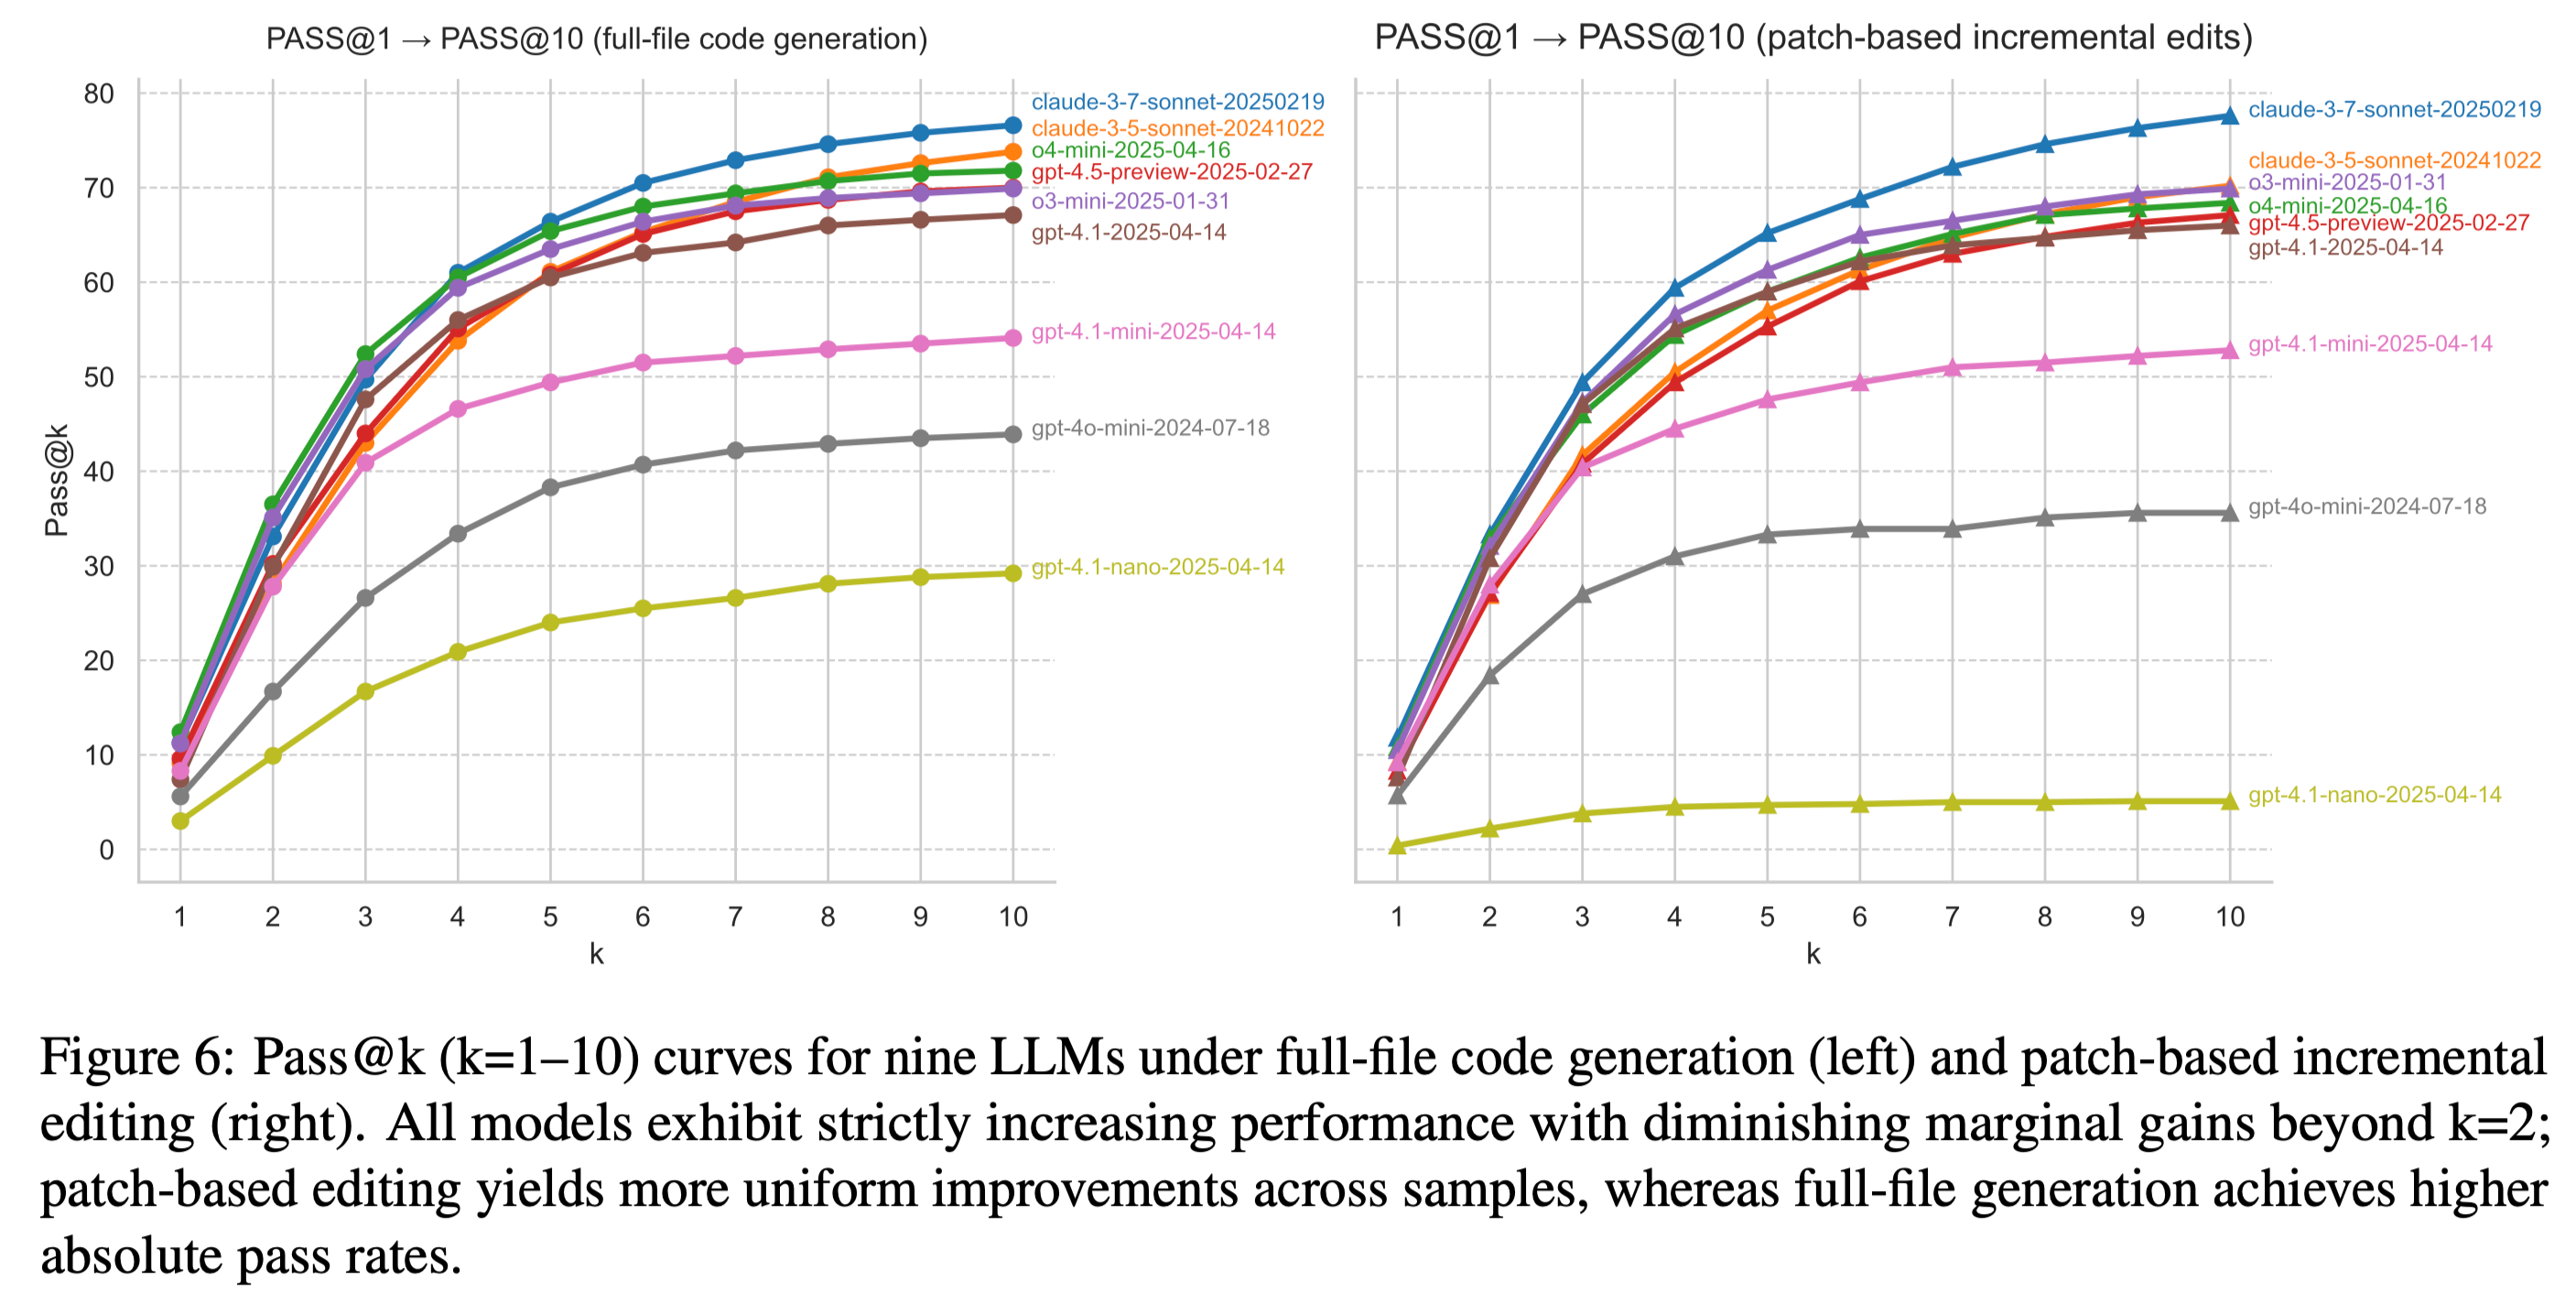 PASS@1 → PASS@10 (full-file code generation)
Pass@k
80
70
60
50
40
30
20
10
0
1 2 3 4 5 6 7 8 9 10
k
claude-3-7-sonnet-20250219
claude-3-5-sonnet-20241022
o4-mini-2025-04-16
gpt-4.5-preview-2025-02-27
o3-mini-2025-01-31
gpt-4.1-2025-04-14
gpt-4.1-mini-2025-04-14
gpt-4o-mini-2024-07-18
gpt-4.1-nano-2025-04-14
PASS@1 → PASS@10 (patch-based incremental edits)
1 2 3 4 5 6 7 8 9 10
k
claude-3-7-sonnet-20250219
claude-3-5-sonnet-20241022
o3-mini-2025-01-31
o4-mini-2025-04-16
gpt-4.5-preview-2025-02-27
gpt-4.1-2025-04-14
gpt-4.1-mini-2025-04-14
gpt-4o-mini-2024-07-18
gpt-4.1-nano-2025-04-14
Figure 6: Pass@k (k=1–10) curves for nine LLMs under full-file code generation (left) and patch-based incremental
editing (right). All models exhibit strictly increasing performance with diminishing marginal gains beyond k=2;
patch-based editing yields more uniform improvements across samples, whereas full-file generation achieves higher
absolute pass rates.